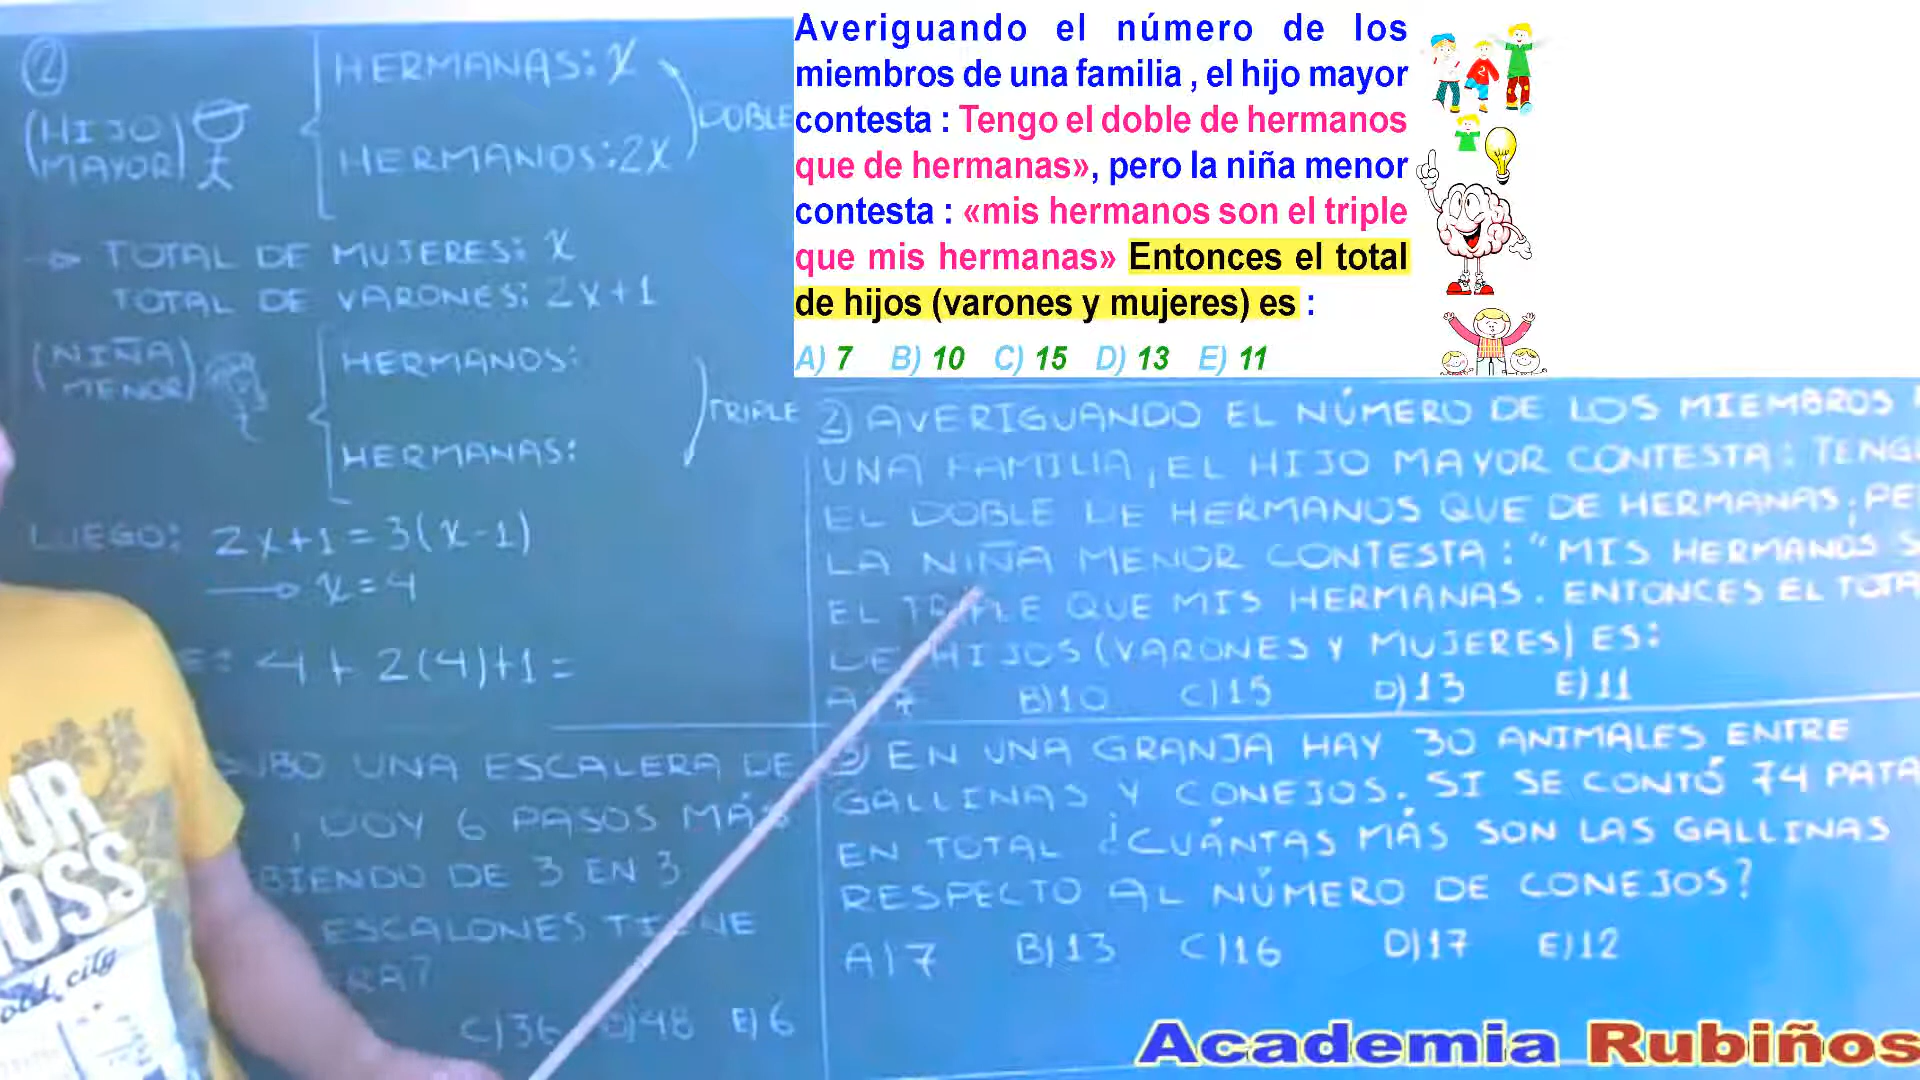 Averiguando el número de los
miembros de una familia , el hijo mayor
contesta : Tengo el doble de hermanos
que de hermanas», pero la niña menor
contesta : «mis hermanos son el triple
que mis hermanas» Entonces el total
de hijos (varones y mujeres) es :
A) 7 B) 10 C) 15 D) 13 E) 11
2
(HIJO MAYOR)
HERMANAS: x
HERMANOS: 2x
DOBLE
TOTAL DE MUJERES: x
TOTAL DE VARONES: 2x+1
(NIÑA MENOR)
HERMANOS:
HERMANAS:
TRIPLE
LUEGO: 2x+1=3(x-1)
x=4
4+2(4)+1=
UNA ESCALERA DE
, DOY 6 PASOS MÁS
DE 3 EN 3
ESCALONES TIENE
C)36 D)48 E)6
2) AVERIGUANDO EL NÚMERO DE LOS MIEMBROS
UNA FAMILIA, EL HIJO MAYOR CONTESTA:
EL DOBLE DE HERMANOS QUE DE HERMANAS;
LA NIÑA MENOR CONTESTA: "MIS HERMANOS
EL TRIPLE QUE MIS HERMANAS. ENTONCES EL
DE HIJOS (VARONES Y MUJERES) ES:
A)7 B)10 C)15 D)13 E)11
3) EN UNA GRANJA HAY 30 ANIMALES ENTRE
GALLINAS Y CONEJOS. SI SE CONTÓ 74
EN TOTAL ¿CUÁNTAS MÁS SON LAS GALLINAS
RESPECTO AL NÚMERO DE CONEJOS?
A)7 B)13 C)16 D)17 E)12
Academia Rubiños